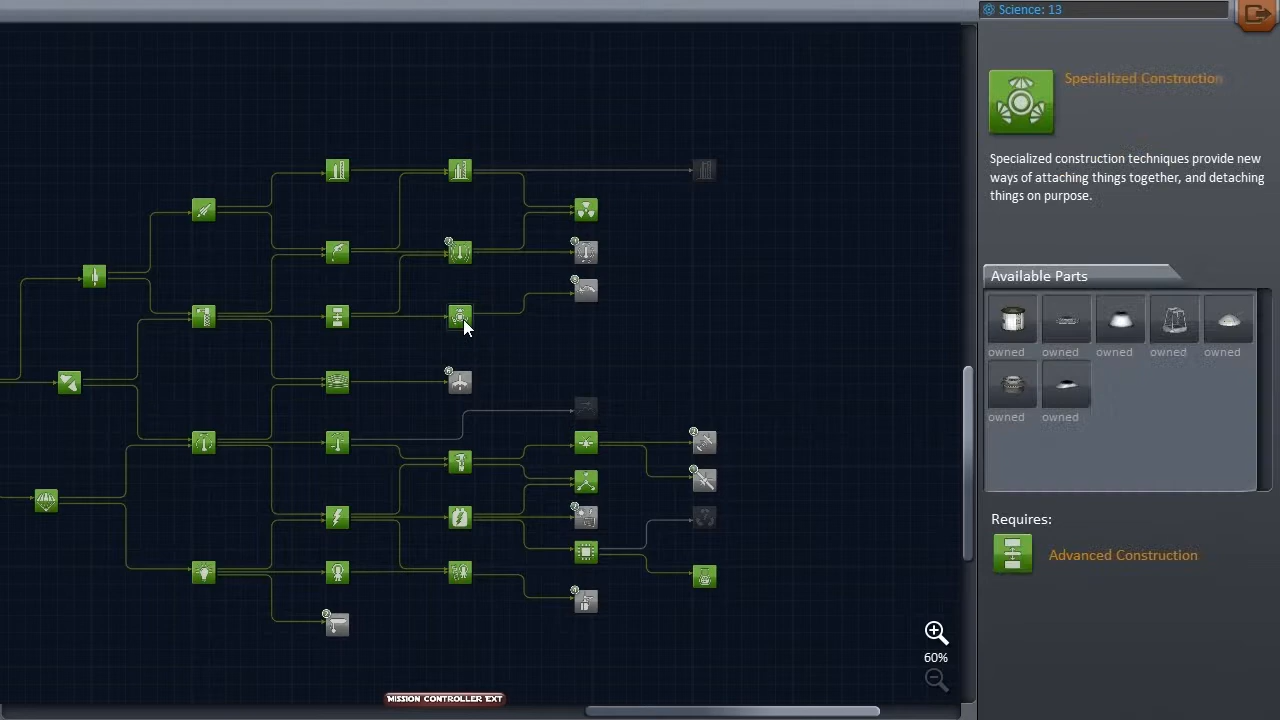 Science: 13
Specialized Construction
Specialized construction techniques provide new
ways of attaching things together, and detaching
things on purpose.
Available Parts
owned owned owned owned owned
owned owned
Requires:
Advanced Construction
60%
MISSION CONTROLLER EXT